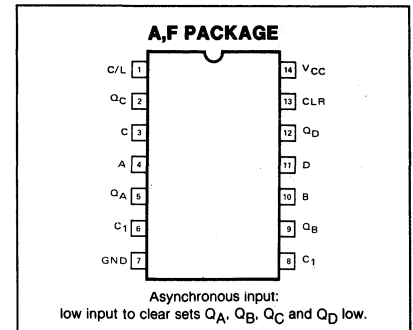 A,F PACKAGE
C/L 1 14 VCC
QC 2 13 CLR
C 3 12 QD
A 4 11 D
QA 5 10 B
C1 6 9 QB
GND 7 8 C1
Asynchronous input:
low input to clear sets QA, QB, QC and QD low.